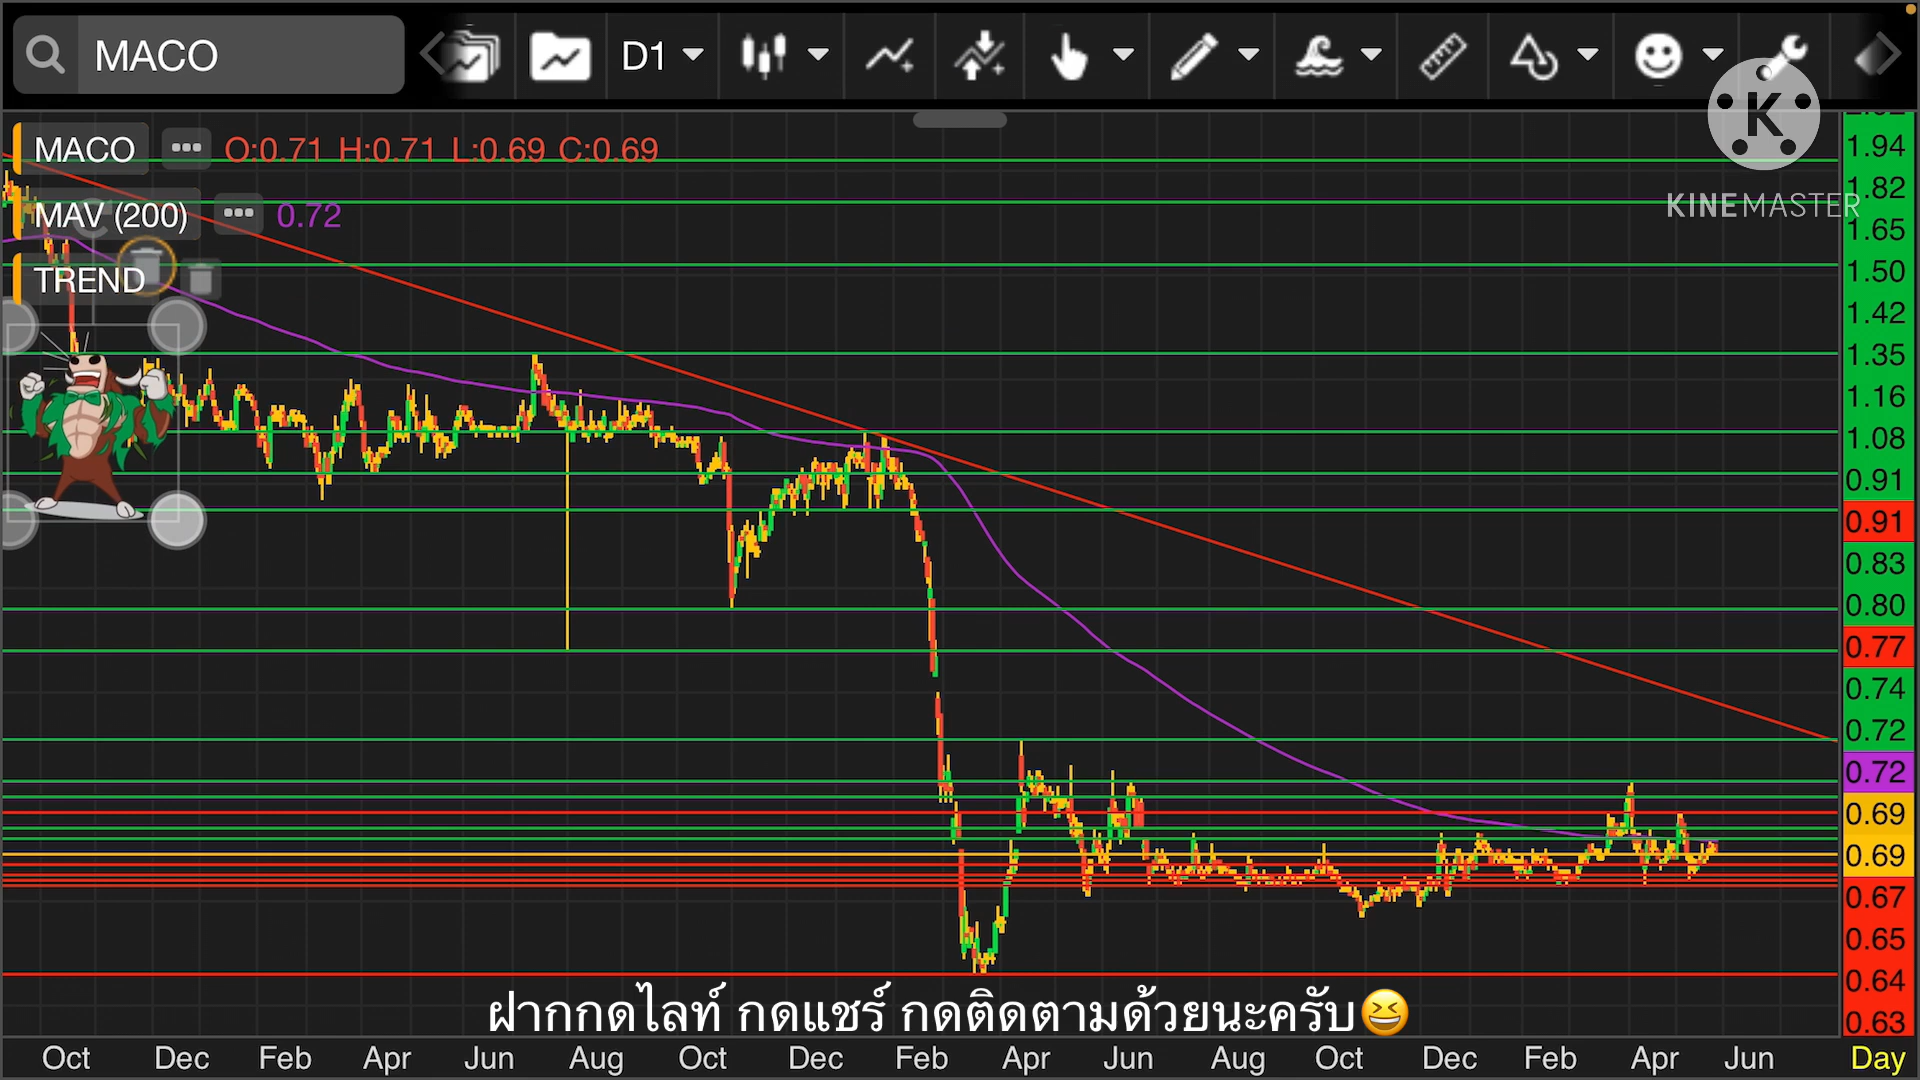 MACO
D1
MACO
O:0.71 H:0.71 L:0.69 C:0.69
MAV (200)
0.72
TREND
K
KINEMASTER
1.94
1.82
1.65
1.50
1.42
1.35
1.16
1.08
0.91
0.91
0.83
0.80
0.77
0.74
0.72
0.72
0.69
0.69
0.67
0.65
0.64
0.63
ฝากกดไลท์ กดแชร์ กดติดตามด้วยนะครับ😆
Oct Dec Feb Apr Jun Aug Oct Dec Feb Apr Jun Aug Oct Dec Feb Apr Jun Day